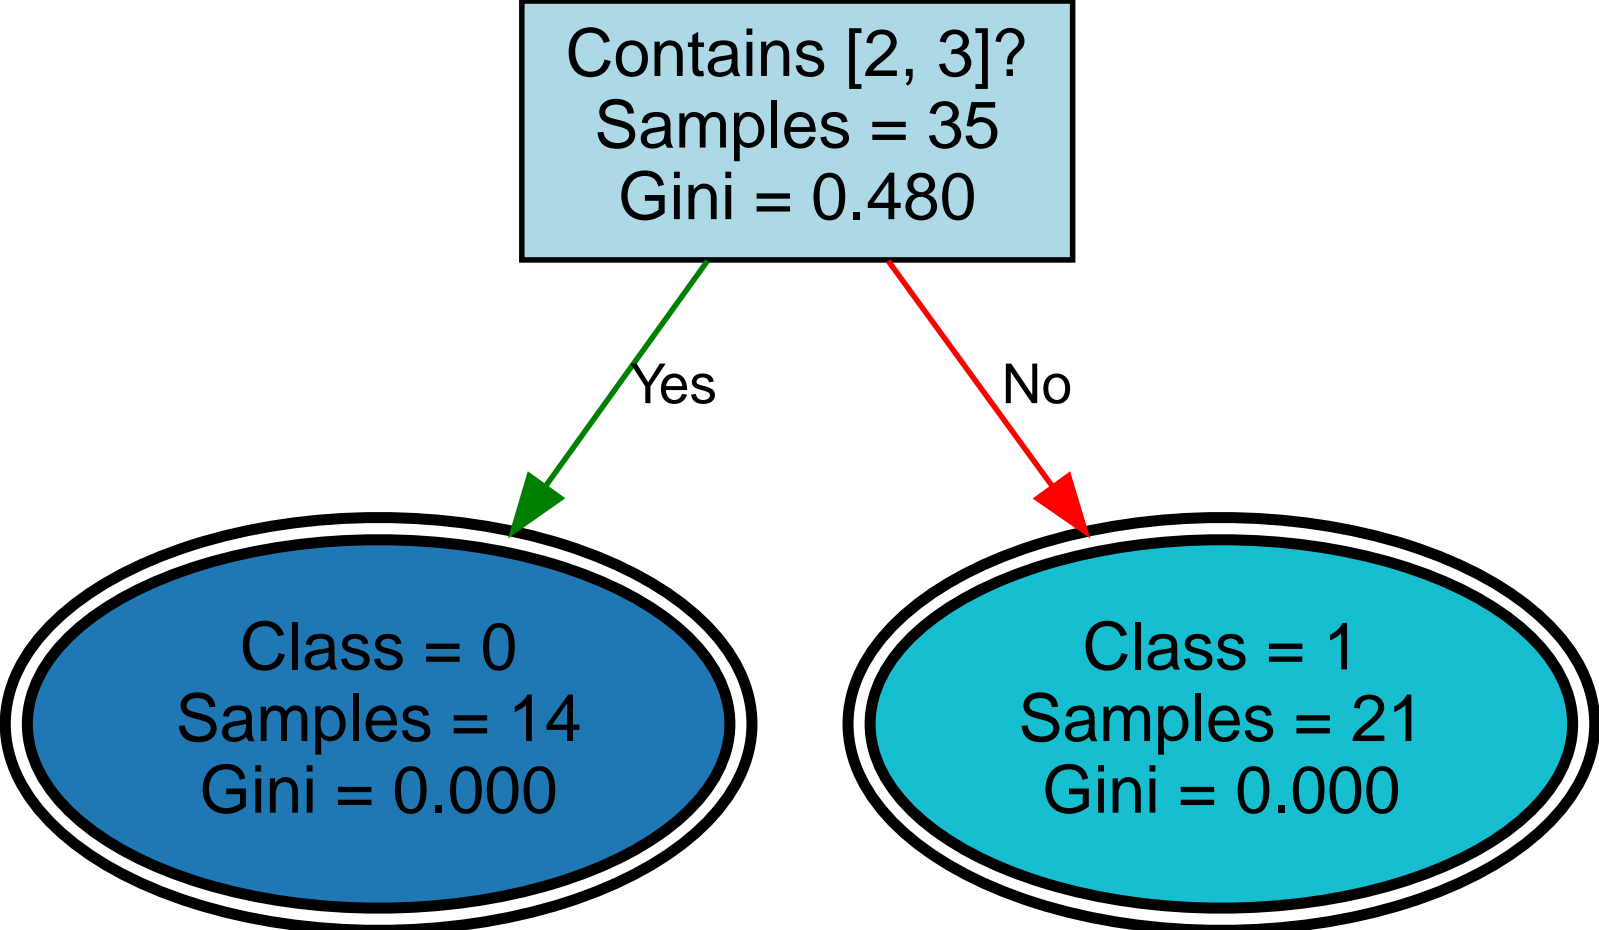 Contains [2, 3]?
Samples = 35
Gini = 0.480
Yes
No
Class = 0
Samples = 14
Gini = 0.000
Class = 1
Samples = 21
Gini = 0.000